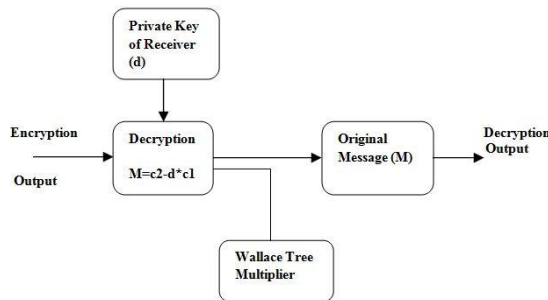 Private Key
of Receiver
(d)
Encryption
Output
Decryption
M=c2-d*c1
Original
Message (M)
Decryption
Output
Wallace Tree
Multiplier